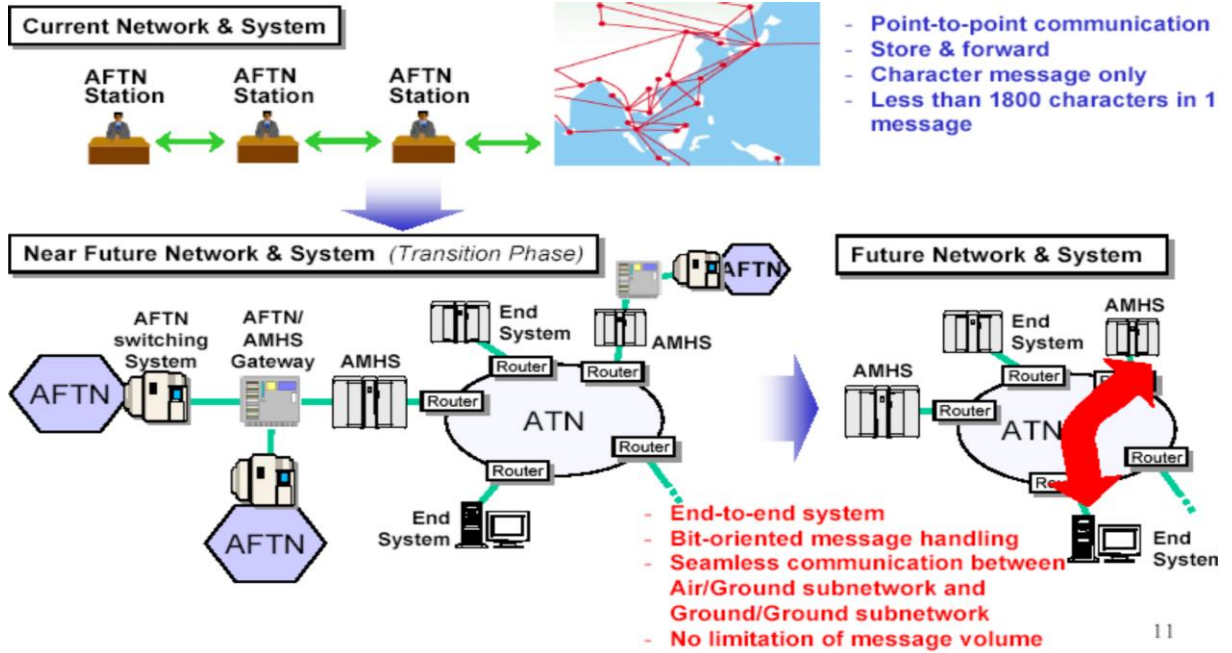 Current Network & System
AFTN
Station
AFTN
Station
AFTN
Station
- Point-to-point communication
- Store & forward
- Character message only
- Less than 1800 characters in 1
message
Near Future Network & System (Transition Phase)
AFTN
switching
System
AFTN/
AMHS
Gateway
AMHS
End
System
AMHS
AFTN
AFTN
AFTN
Router
Router
Router
Router
Router
ATN
End
System
- End-to-end system
- Bit-oriented message handling
- Seamless communication between
Air/Ground subnetwork and
Ground/Ground subnetwork
- No limitation of message volume
Future Network & System
AMHS
End
System
AMHS
Router
Router
Router
ATN
End
System
11